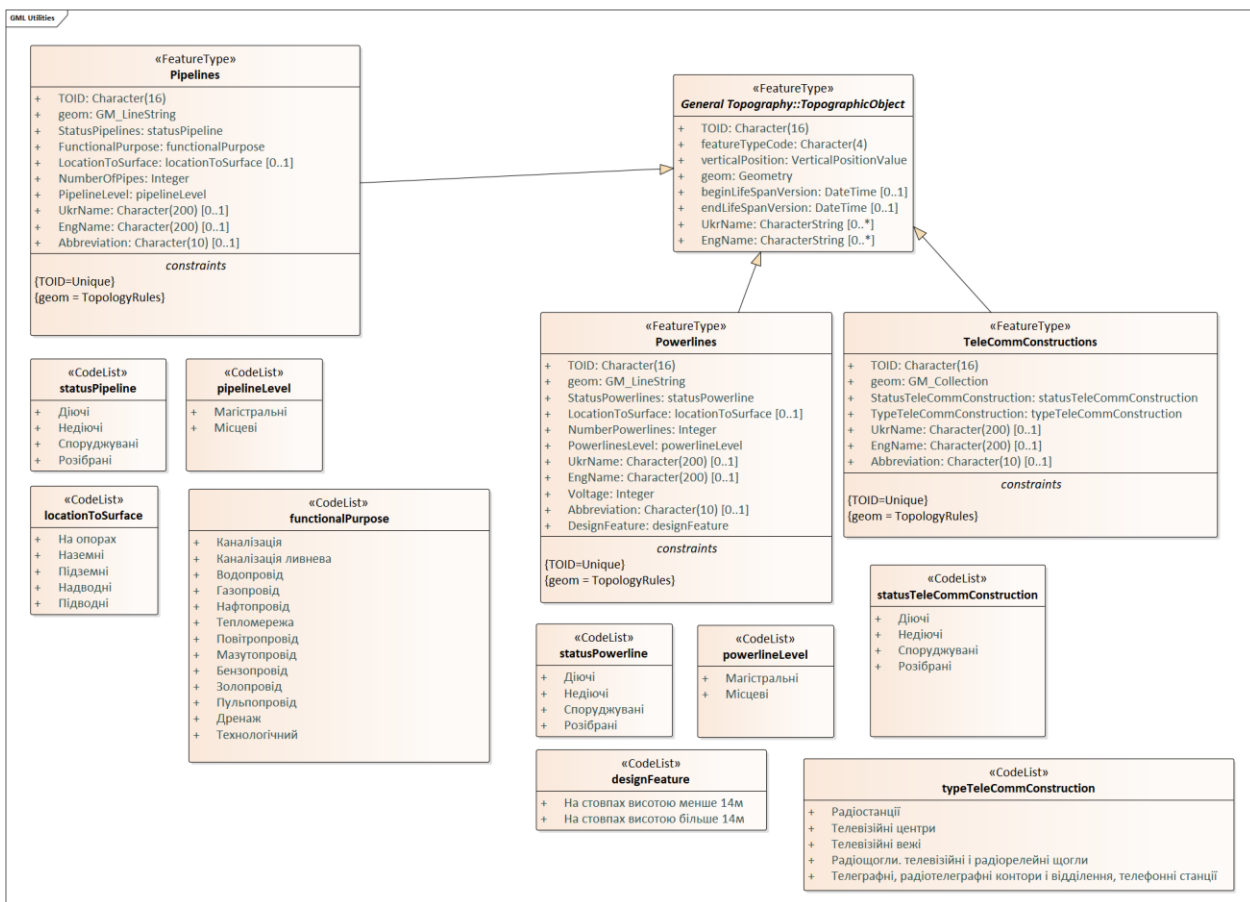 GML Utilities
«FeatureType»
Pipelines
+ TOID: Character(16)
+ geom: GM_LineString
+ StatusPipelines: statusPipeline
+ FunctionalPurpose: functionalPurpose
+ LocationToSurface: locationToSurface [0..1]
+ NumberOfPipes: Integer
+ PipelineLevel: pipelineLevel
+ UkrName: Character(200) [0..1]
+ EngName: Character(200) [0..1]
+ Abbreviation: Character(10) [0..1]
constraints
{TOID=Unique}
{geom = TopologyRules}
«FeatureType»
General Topography::TopographicObject
+ TOID: Character(16)
+ featureTypeCode: Character(4)
+ verticalPosition: VerticalPositionValue
+ geom: Geometry
+ beginLifeSpanVersion: DateTime [0..1]
+ endLifeSpanVersion: DateTime [0..1]
+ UkrName: CharacterString [0..*]
+ EngName: CharacterString [0..*]
«FeatureType»
Powerlines
+ TOID: Character(16)
+ geom: GM_LineString
+ StatusPowerlines: statusPowerline
+ LocationToSurface: locationToSurface [0..1]
+ NumberPowerlines: Integer
+ PowerlinesLevel: powerlineLevel
+ UkrName: Character(200) [0..1]
+ EngName: Character(200) [0..1]
+ Voltage: Integer
+ Abbreviation: Character(10) [0..1]
+ DesignFeature: designFeature
constraints
{TOID=Unique}
{geom = TopologyRules}
«FeatureType»
TeleCommConstructions
+ TOID: Character(16)
+ geom: GM_Collection
+ StatusTeleCommConstruction: statusTeleCommConstruction
+ TypeTeleCommConstruction: typeTeleCommConstruction
+ UkrName: Character(200) [0..1]
+ EngName: Character(200) [0..1]
+ Abbreviation: Character(10) [0..1]
constraints
{TOID=Unique}
{geom = TopologyRules}
«CodeList»
statusPipeline
+ Діючі
+ Недіючі
+ Споруджувані
+ Розібрані
«CodeList»
pipelineLevel
+ Магістральні
+ Місцеві
«CodeList»
locationToSurface
+ На опорах
+ Наземні
+ Підземні
+ Надводні
+ Підводні
«CodeList»
functionalPurpose
+ Каналізація
+ Каналізація ливнева
+ Водопровід
+ Газопровід
+ Нафтопровід
+ Тепломережа
+ Повітропровід
+ Мазутопровід
+ Бензопровід
+ Золопровід
+ Пульпопровід
+ Дренаж
+ Технологічний
«CodeList»
statusPowerline
+ Діючі
+ Недіючі
+ Споруджувані
+ Розібрані
«CodeList»
powerlineLevel
+ Магістральні
+ Місцеві
«CodeList»
statusTeleCommConstruction
+ Діючі
+ Недіючі
+ Споруджувані
+ Розібрані
«CodeList»
designFeature
+ На стовпах висотою менше 14м
+ На стовпах висотою більше 14м
«CodeList»
typeTeleCommConstruction
+ Радіостанції
+ Телевізійні центри
+ Телевізійні вежі
+ Радіощогли. телевізійні і радіорелейні щогли
+ Телеграфні, радіотелеграфні контори і відділення, телефонні станції